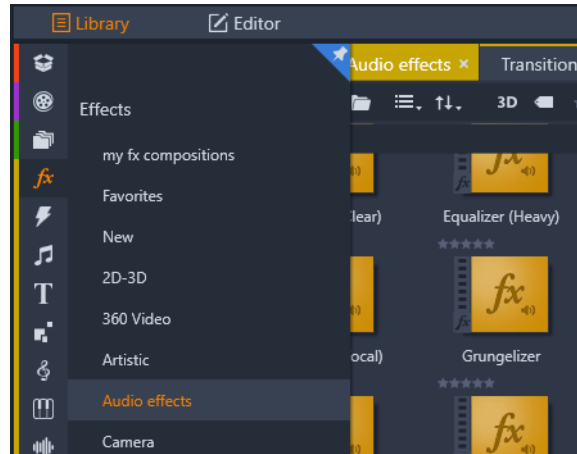 Library
Editor
Audio effects ×
Transition
Effects
3D
my fx compositions
fx
Favorites
lear)
Equalizer (Heavy)
New
T
2D-3D
360 Video
Artistic
ocal)
Grungelizer
Audio effects
Camera